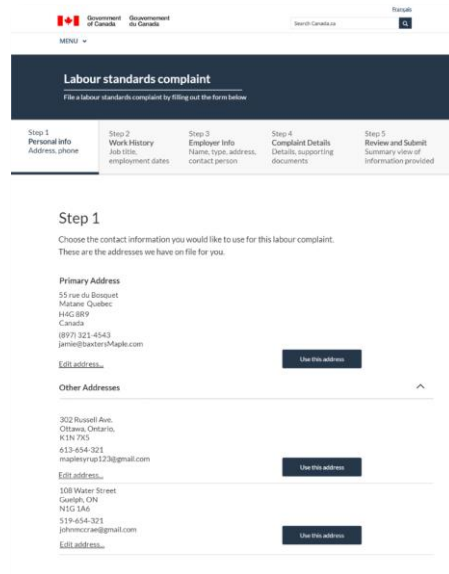 Français
Government of Canada
Gouvernement du Canada
Search Canada.ca
MENU
Labour standards complaint
File a labour standards complaint by filling out the form below
Step 1
Personal info
Address, phone
Step 2
Work History
Job title,
employment dates
Step 3
Employer Info
Name, type, address,
contact person
Step 4
Complaint Details
Details, supporting
documents
Step 5
Review and Submit
Summary view of
information provided
Step 1
Choose the contact information you would like to use for this labour complaint.
These are the addresses we have on file for you.
Primary Address
55 rue du Bosquet
Matane Quebec
H4G 8R9
Canada
(897) 321-4543
jamie@baxtersMaple.com
Edit address...
Use this address
Other Addresses
302 Russell Ave.
Ottawa, Ontario,
K1N 7X5
613-654-321
maplesyrup123@gmail.com
Edit address...
Use this address
108 Water Street
Guelph, ON
N1G 1A6
519-654-321
johnmccrae@gmail.com
Edit address...
Use this address